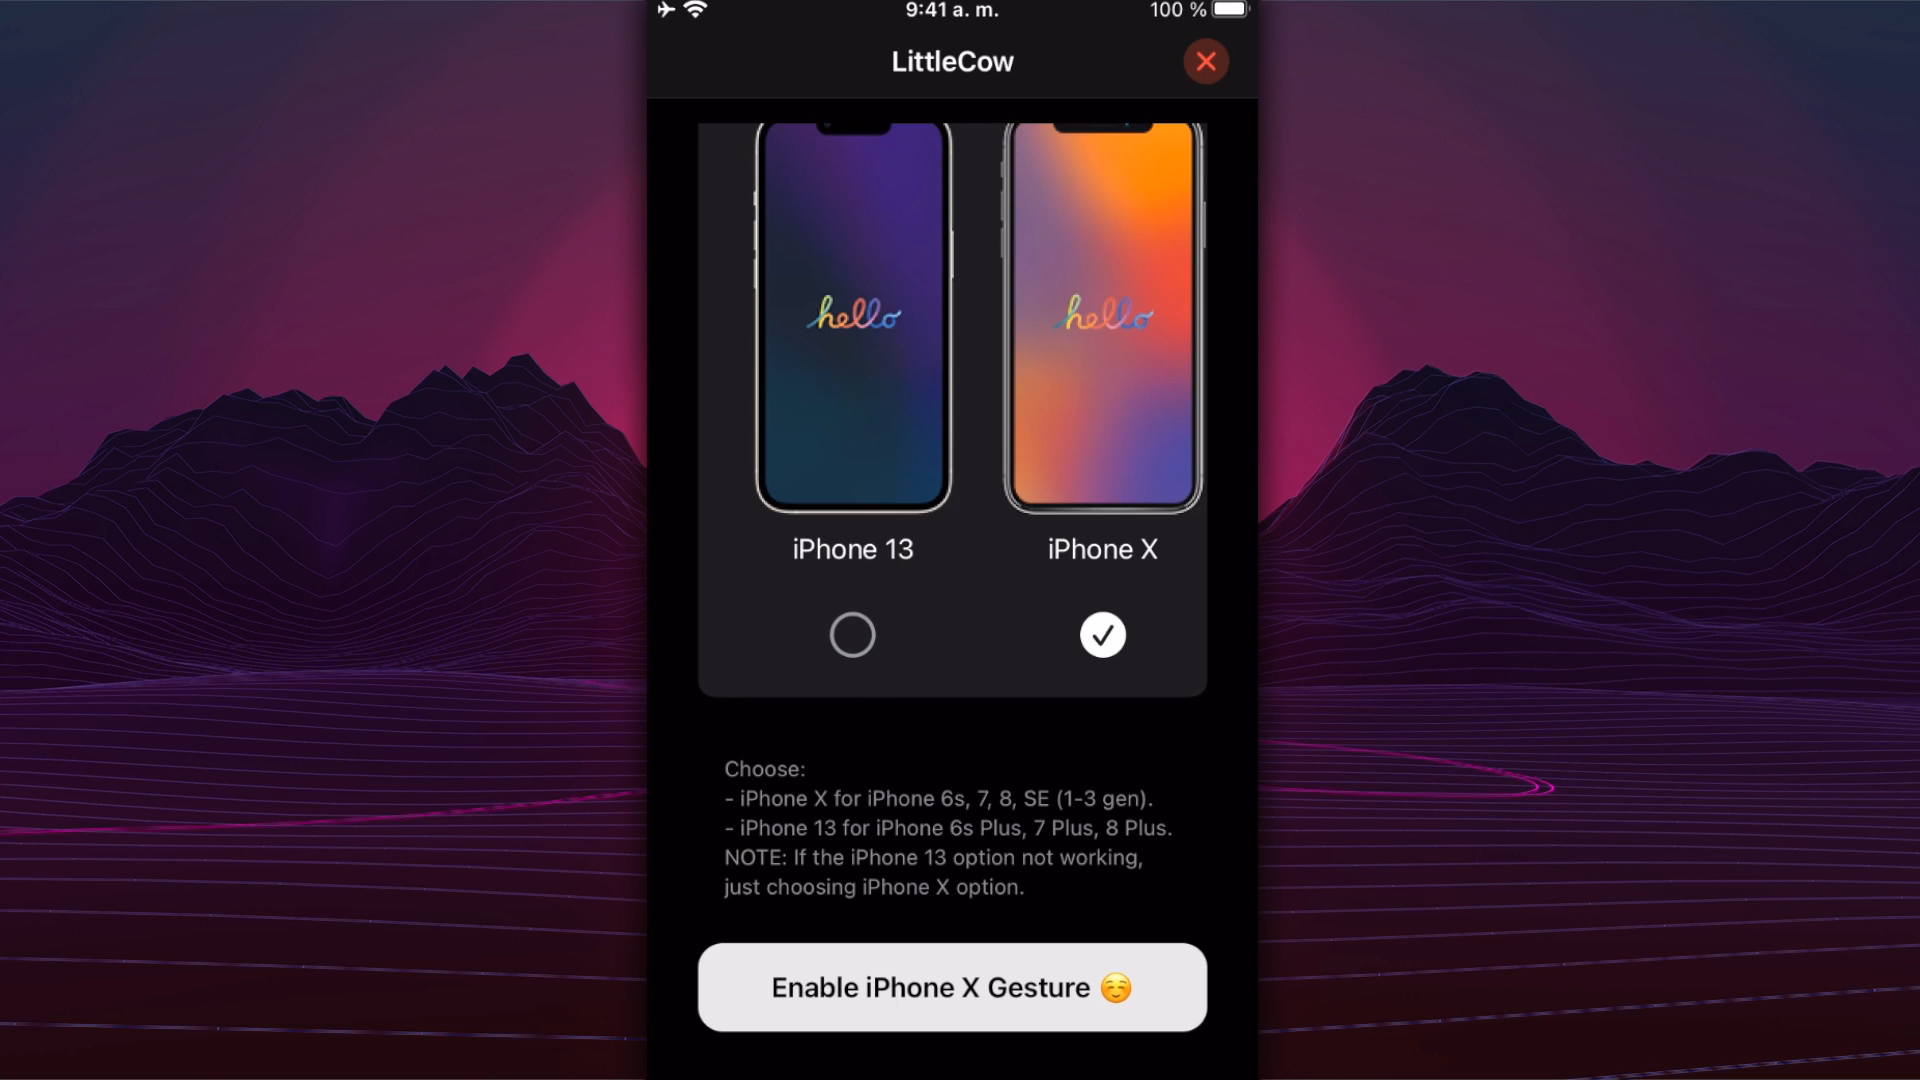 9:41 a. m.
100 %
LittleCow
hello
hello
iPhone 13
iPhone X
Choose:
- iPhone X for iPhone 6s, 7, 8, SE (1-3 gen).
- iPhone 13 for iPhone 6s Plus, 7 Plus, 8 Plus.
NOTE: If the iPhone 13 option not working,
just choosing iPhone X option.
Enable iPhone X Gesture ☺️